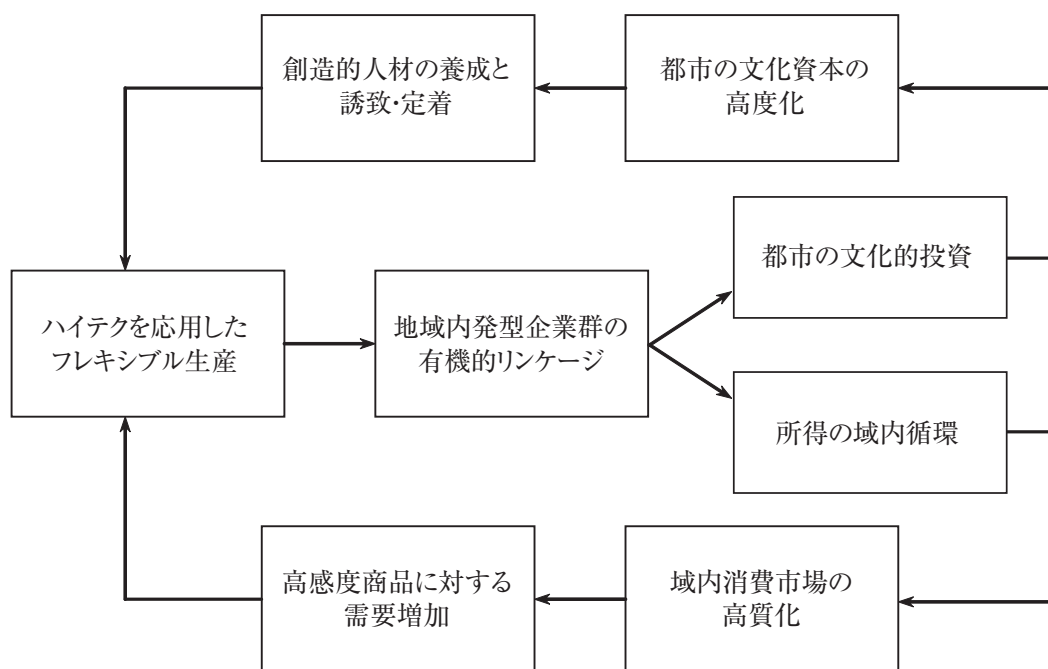 創造的人材の養成と
誘致・定着
都市の文化資本の
高度化
都市の文化的投資
ハイテクを応用した
フレキシブル生産
地域内発型企業群の
有機的リンケージ
所得の域内循環
高感度商品に対する
需要増加
域内消費市場の
高質化